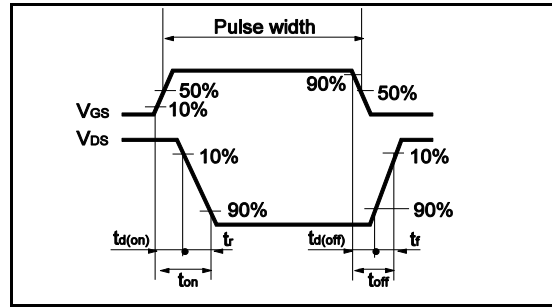 Pulse width
90%
50%
50%
10%
VGS
VDS
10%
10%
90%
90%
td(on)
tr
td(off)
tf
ton
toff